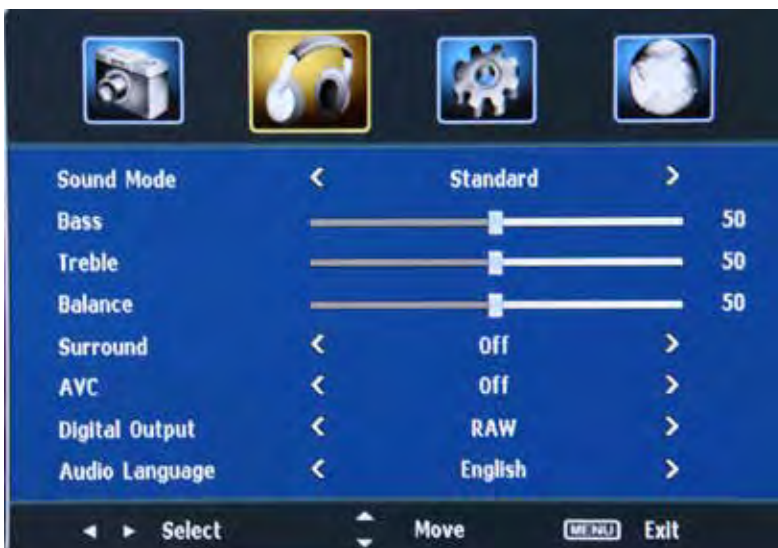 Sound Mode < Standard >
Bass 50
Treble 50
Balance 50
Surround < Off >
AVC < Off >
Digital Output < RAW >
Audio Language < English >
Select Move MENU Exit